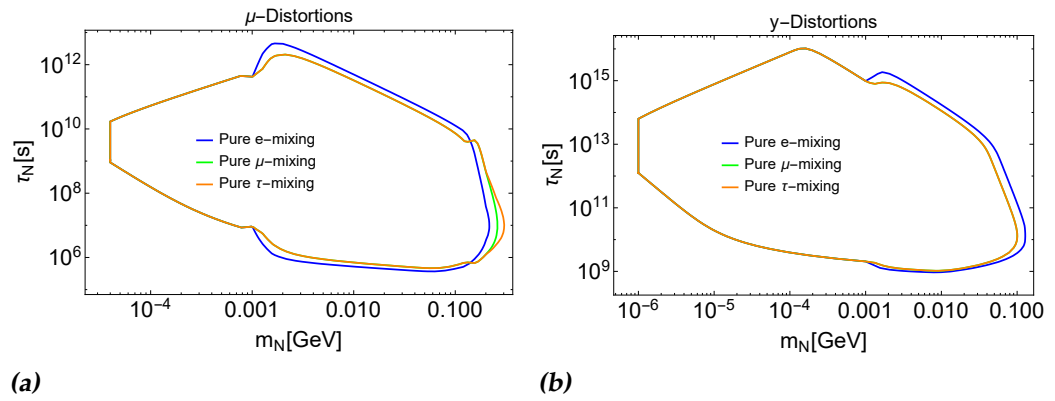 μ-Distortions
τN[s]
10^12
10^10
10^8
10^6
Pure e-mixing
Pure μ-mixing
Pure τ-mixing
10^-4
0.001
0.010
0.100
mN[GeV]
(a)
y-Distortions
τN[s]
10^15
10^13
10^11
10^9
Pure e-mixing
Pure μ-mixing
Pure τ-mixing
10^-6
10^-5
10^-4
0.001
0.010
0.100
mN[GeV]
(b)